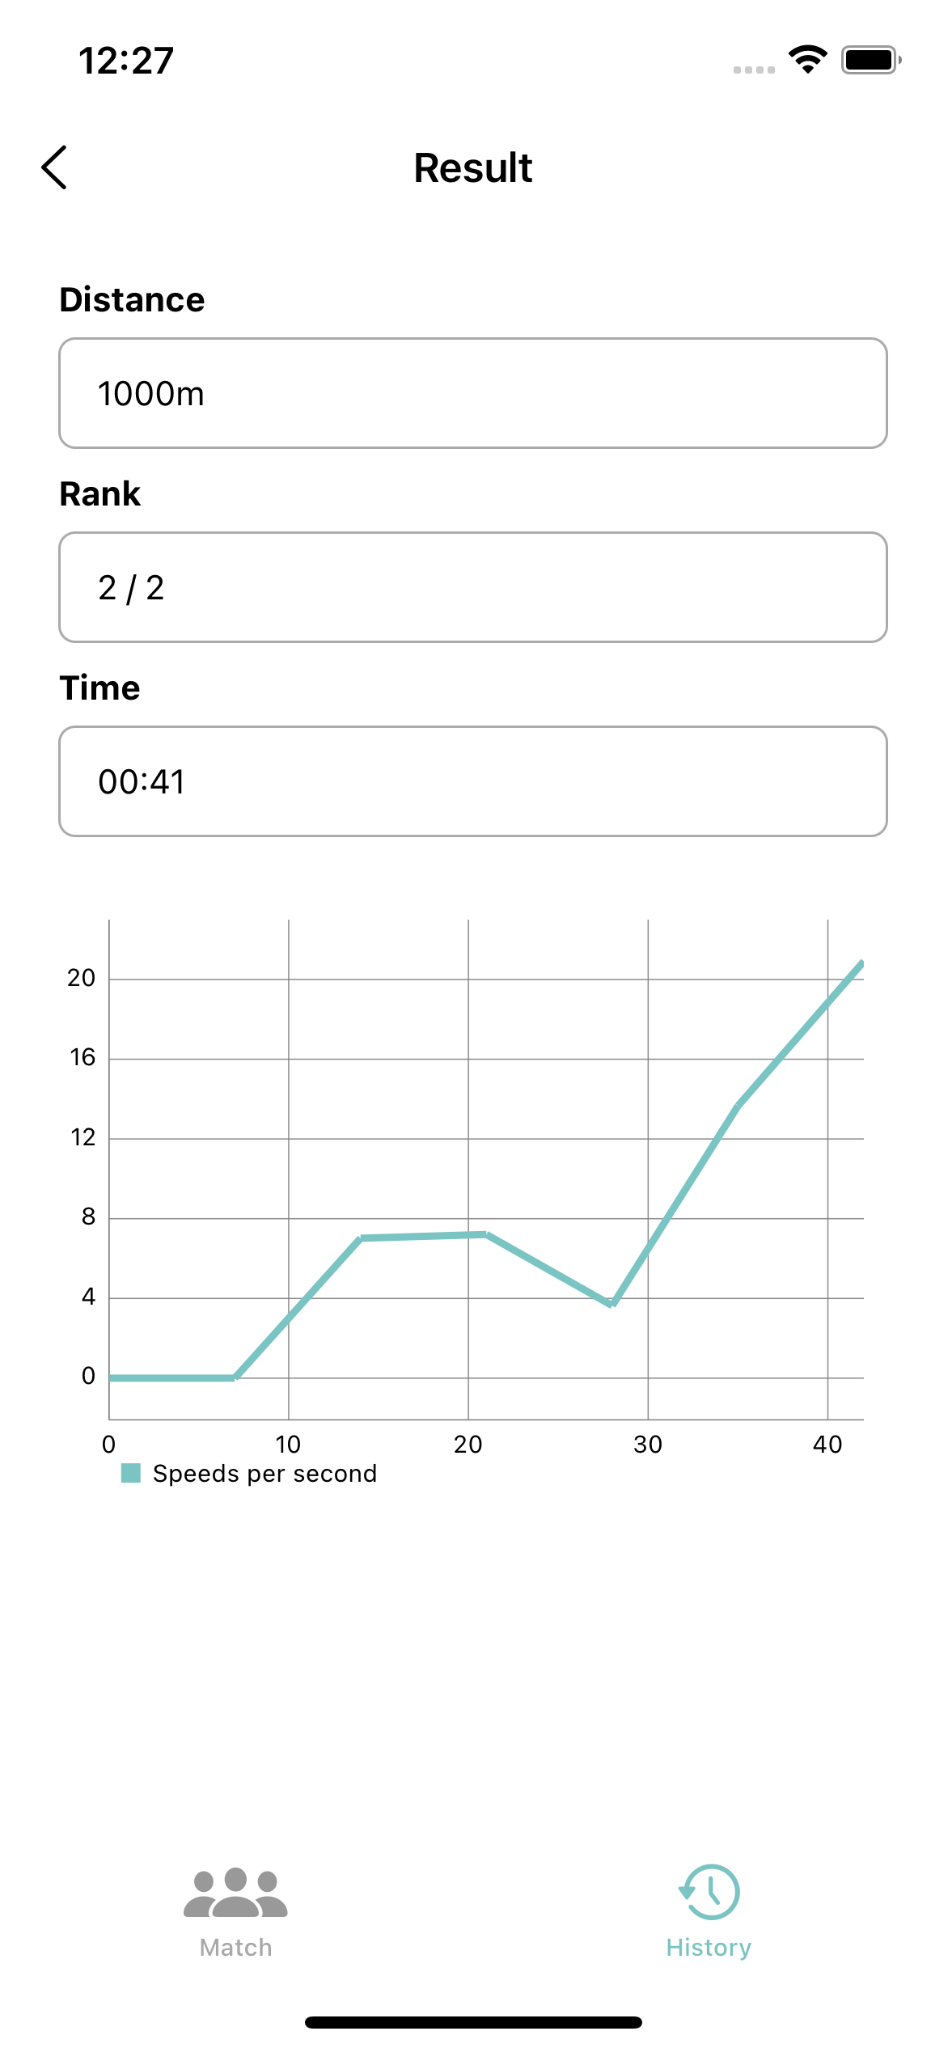 12:27
Result
Distance
1000m
Rank
2 / 2
Time
00:41
20
16
12
8
4
0
0 10 20 30 40
Speeds per second
Match History